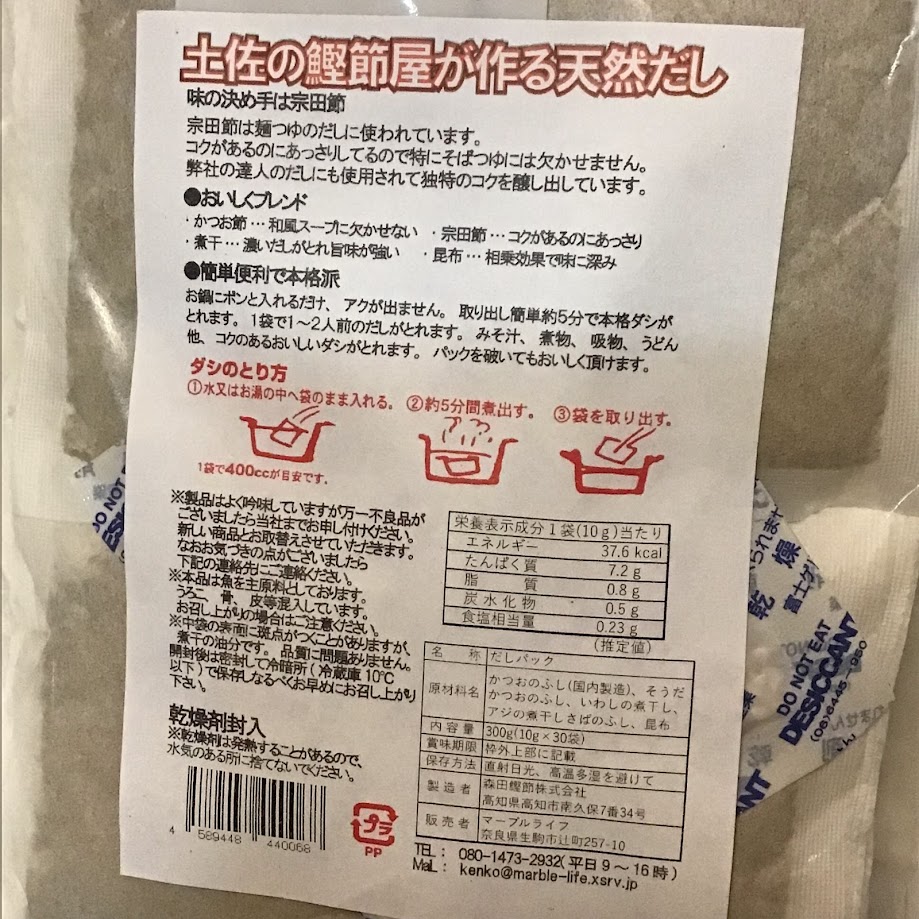 土佐の鰹節屋が作る天然だし
味の決め手は宗田節
宗田節は麺つゆのだしに使われています。
コクがあるのにあっさりしてるので特にそばつゆには欠かせません。
弊社の達人のだしにも使用されて独特のコクを醸し出しています。
●おいしくブレンド
・かつお節…和風スープに欠かせない ・宗田節…コクがあるのにあっさり
・煮干…濃いだしがとれ旨味が強い ・昆布…相乗効果で味に深み
●簡単便利で本格派
お鍋にポンと入れるだけ、アクが出ません。取り出し簡単約5分で本格ダシが
とれます。1袋で1〜2人前のだしがとれます。みそ汁、煮物、吸物、うどん
他、コクのあるおいしいダシがとれます。パックを破いてもおいしく頂けます。
ダシのとり方
①水又はお湯の中へ袋のまま入れる。 ②約5分間煮出す。 ③袋を取り出す。
1袋で400ccが目安です。
※製品はよく吟味していますが万一不良品が
ございましたら当社までお申し付けください。
新しい商品とお取替えさせていただきます。
なおお気づきの点がございましたら
下記の連絡先にご連絡ください。
※本品は魚を主原料としております。
うろこ、骨、皮等混入しています。
お召し上がりの場合はご注意ください。
※中袋の表面に斑点がつくことがありますが、
煮干の油分です。品質に問題ありません。
開封後は密封して冷暗所(冷蔵庫10℃
以下)で保存しなるべくお早めにお召し上がり
下さい。
乾燥剤封入
※乾燥剤は発熱することがあるので、
水気のある所に捨てないでください。
4 589448 440068
プラ
PP
栄養表示成分1袋(10g)当たり
エネルギー 37.6 kcal
たんぱく質 7.2 g
脂質 0.8 g
炭水化物 0.5 g
食塩相当量 0.23 g
(推定値)
名称 だしパック
原材料名 かつおのふし(国内製造)、そうだ
かつおのふし、いわしの煮干し、
アジの煮干しさばのふし、昆布
内容量 300g(10g×30袋)
賞味期限 枠外上部に記載
保存方法 直射日光、高温多湿を避けて
製造者 森田鰹節株式会社
高知県高知市南久保7番34号
販売者 マーブルライフ
奈良県生駒市辻町257-10
TEL: 080-1473-2932(平日9〜16時)
MaiL: kenko@marble-life.xsrv.jp
DO NOT
DESIC
られませ
乾燥
富士ゲ
DO NOT EAT
DESICCANT
(06)6445-